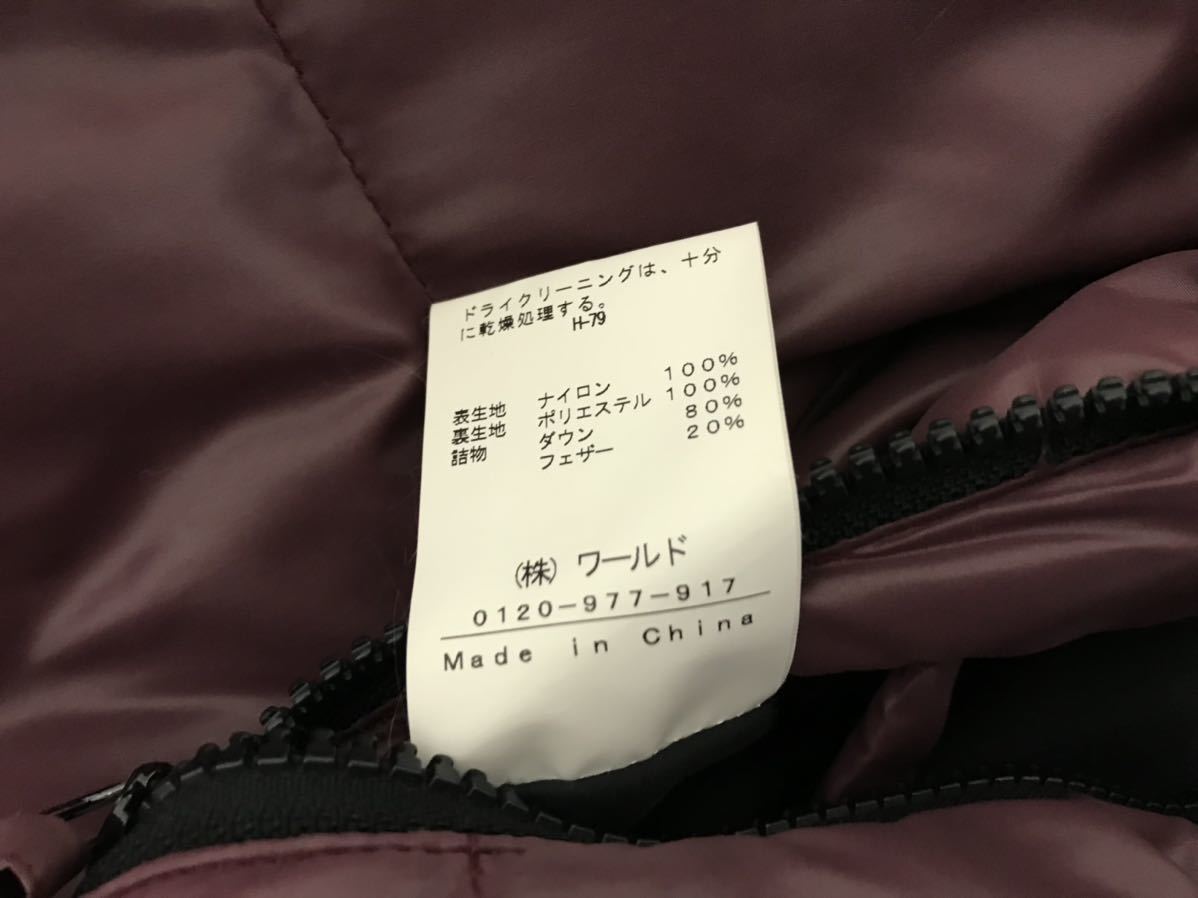 ドライクリーニングは、十分
に乾燥処理する。
H-79
表生地 ナイロン 100%
裏生地 ポリエステル 100%
詰物 ダウン 80%
フェザー 20%
(株) ワールド
0120-977-917
Made in China